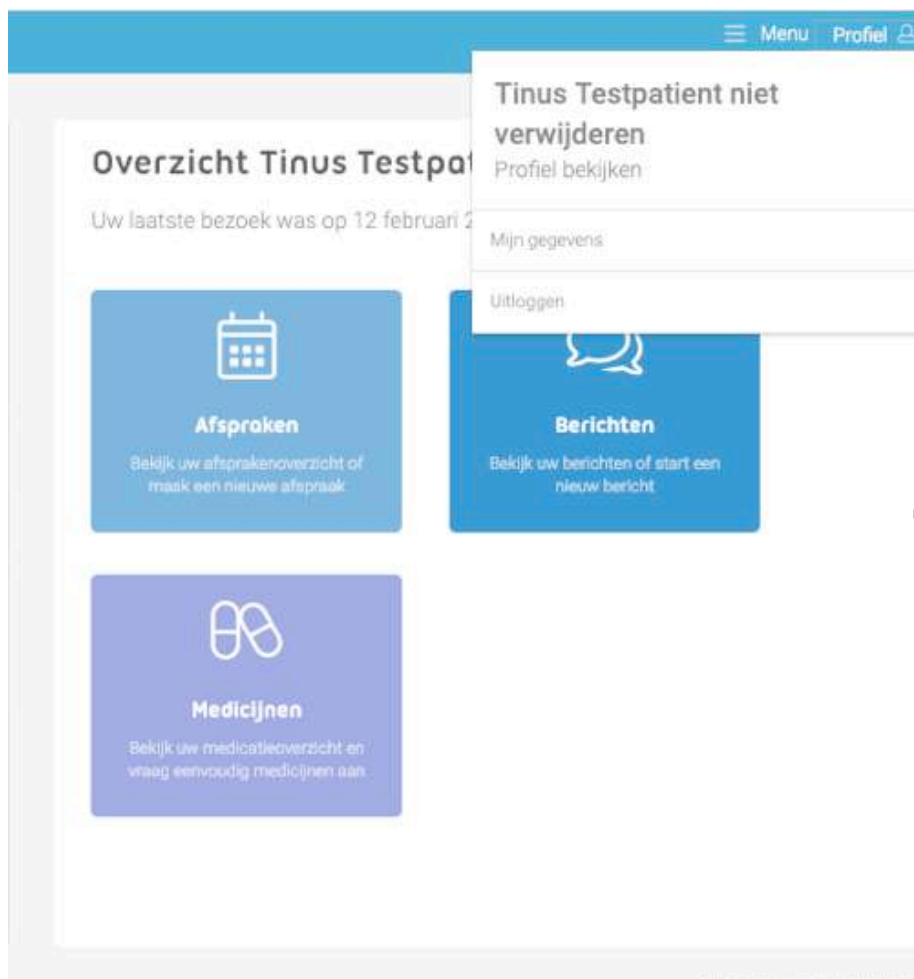 Menu Profiel
Tinus Testpatient niet
verwijderen
Profiel bekijken
Mijn gegevens
Uitloggen
Overzicht Tinus Testpat
Uw laatste bezoek was op 12 februari 2
Afspraken
Bekijk uw afsprakenoverzicht of
maak een nieuwe afspraak
Berichten
Bekijk uw berichten of start een
nieuw bericht
Medicijnen
Bekijk uw medicatieoverzicht en
vraag eenvoudig medicijnen aan